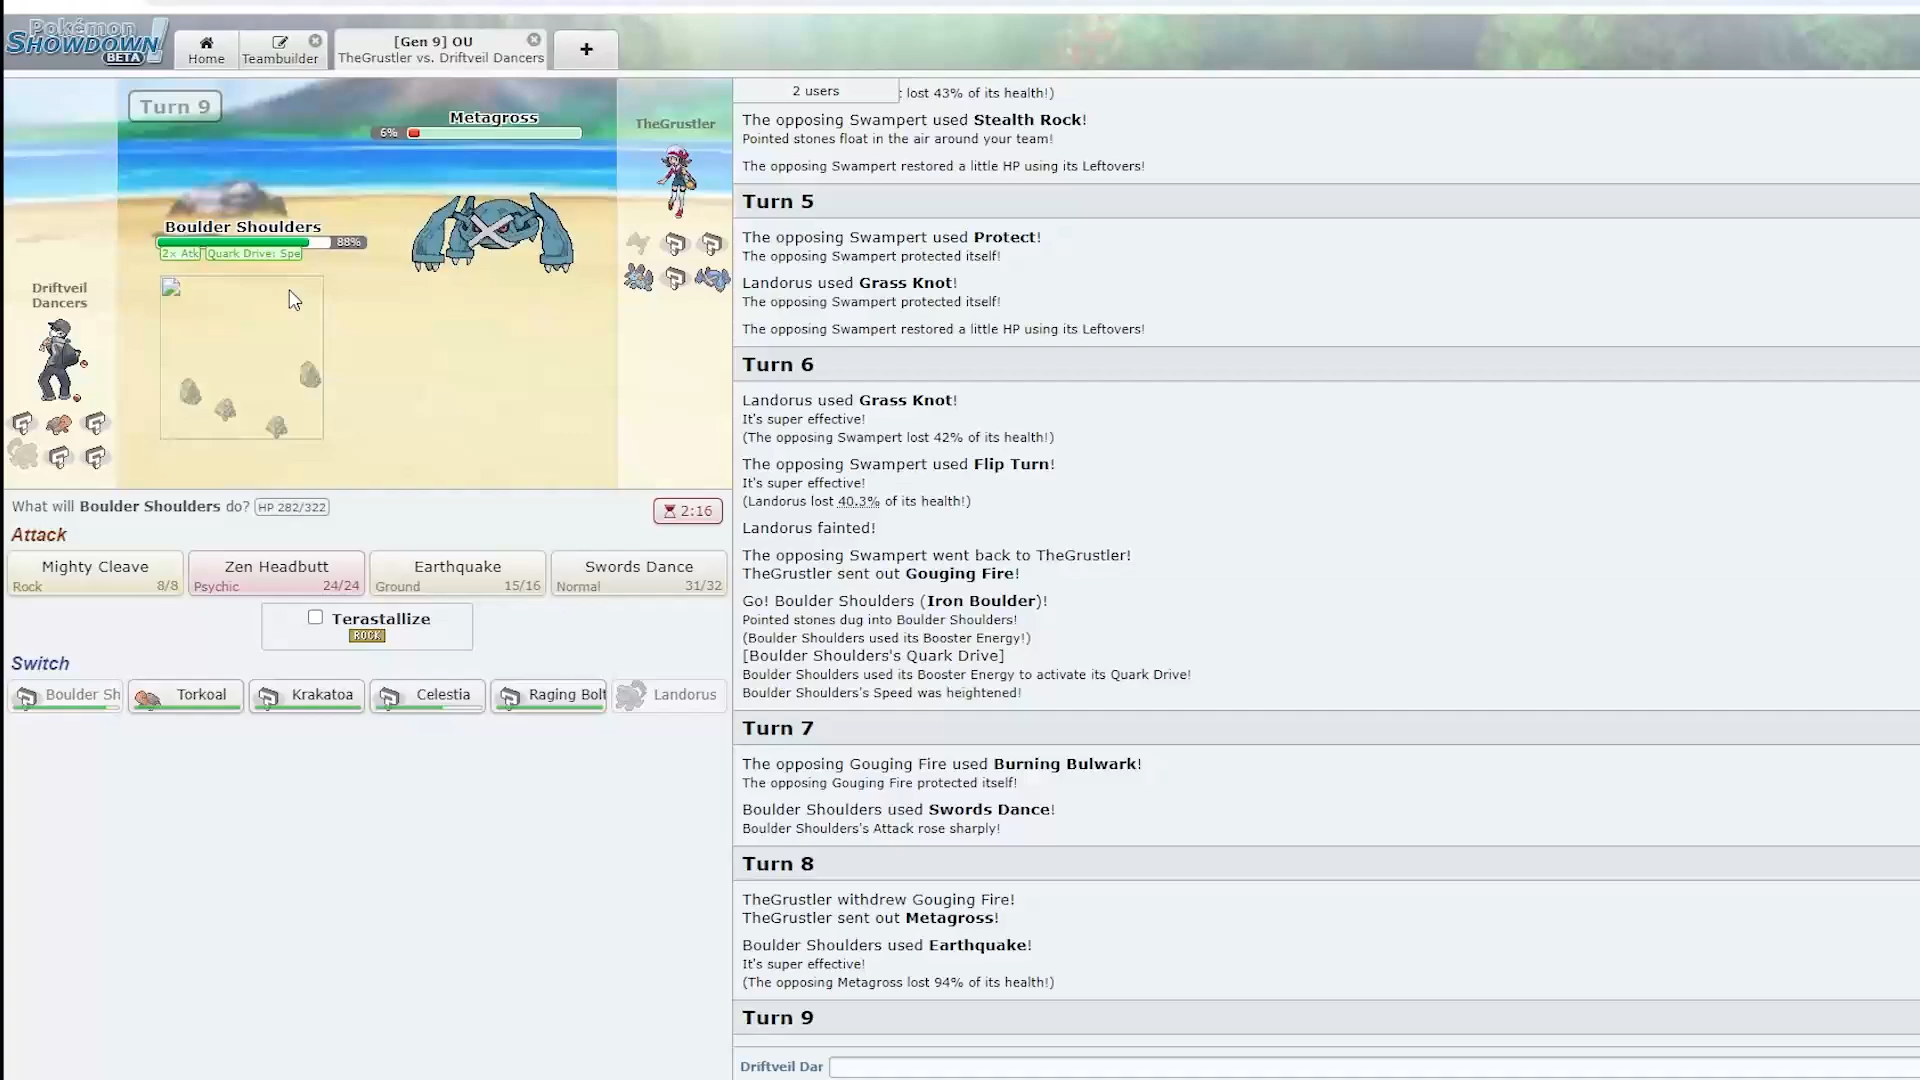 Pokémon
SHOWDOWN!
BETA
Home
Teambuilder
[Gen 9] OU
TheGrustler vs. Driftveil Dancers
+
Turn 9
Metagross
6%
Boulder Shoulders
88%
2x Atk Quark Drive: Spe
TheGrustler
Driftveil
Dancers
What will Boulder Shoulders do? HP 282/322
2:16
Attack
Mighty Cleave
Rock 8/8
Zen Headbutt
Psychic 24/24
Earthquake
Ground 15/16
Swords Dance
Normal 31/32
Terastallize
ROCK
Switch
Boulder Sh
Torkoal
Krakatoa
Celestia
Raging Bolt
Landorus
2 users
: lost 43% of its health!)
The opposing Swampert used Stealth Rock!
Pointed stones float in the air around your team!
The opposing Swampert restored a little HP using its Leftovers!
Turn 5
The opposing Swampert used Protect!
The opposing Swampert protected itself!
Landorus used Grass Knot!
The opposing Swampert protected itself!
The opposing Swampert restored a little HP using its Leftovers!
Turn 6
Landorus used Grass Knot!
It's super effective!
(The opposing Swampert lost 42% of its health!)
The opposing Swampert used Flip Turn!
It's super effective!
(Landorus lost 40.3% of its health!)
Landorus fainted!
The opposing Swampert went back to TheGrustler!
TheGrustler sent out Gouging Fire!
Go! Boulder Shoulders (Iron Boulder)!
Pointed stones dug into Boulder Shoulders!
(Boulder Shoulders used its Booster Energy!)
[Boulder Shoulders's Quark Drive]
Boulder Shoulders used its Booster Energy to activate its Quark Drive!
Boulder Shoulders's Speed was heightened!
Turn 7
The opposing Gouging Fire used Burning Bulwark!
The opposing Gouging Fire protected itself!
Boulder Shoulders used Swords Dance!
Boulder Shoulders's Attack rose sharply!
Turn 8
TheGrustler withdrew Gouging Fire!
TheGrustler sent out Metagross!
Boulder Shoulders used Earthquake!
It's super effective!
(The opposing Metagross lost 94% of its health!)
Turn 9
Driftveil Dar